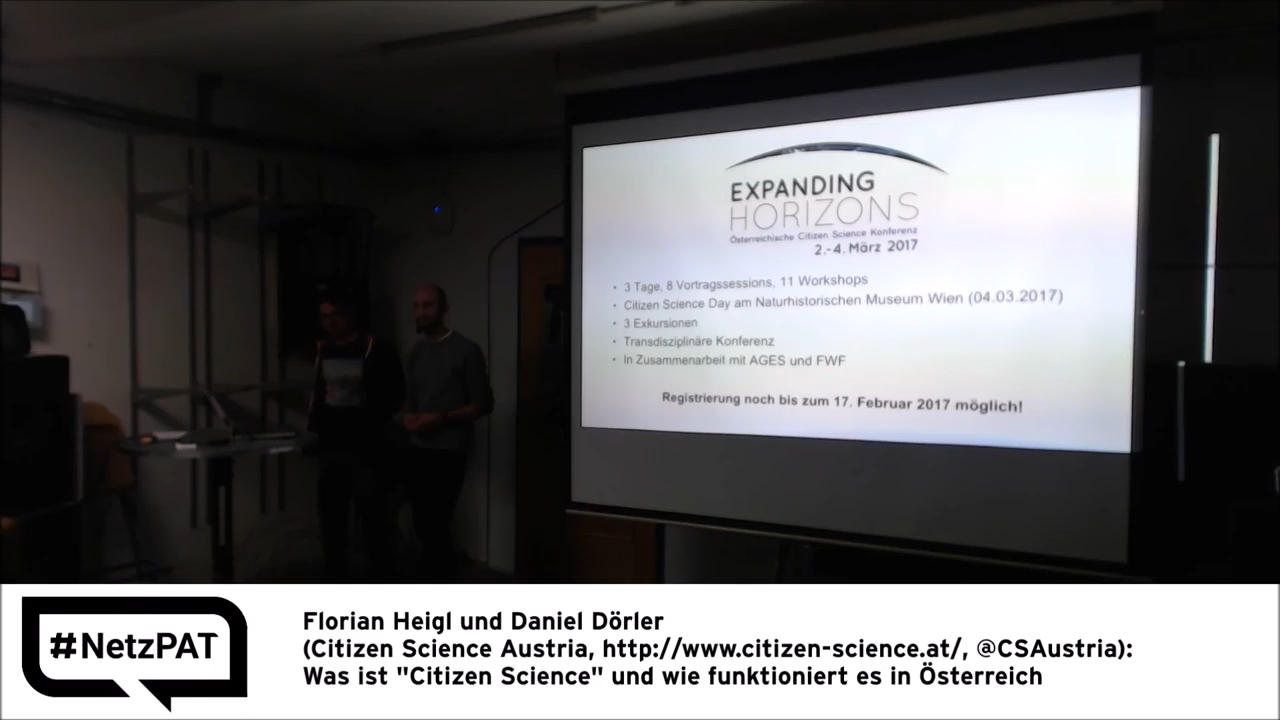 EXPANDING
HORIZONS
Österreichische Citizen Science Konferenz
2.-4. März 2017
• 3 Tage, 8 Vortragssessions, 11 Workshops
• Citizen Science Day am Naturhistorischen Museum Wien (04.03.2017)
• 3 Exkursionen
• Transdisziplinäre Konferenz
• In Zusammenarbeit mit AGES und FWF
Registrierung noch bis zum 17. Februar 2017 möglich!
#NetzPAT
Florian Heigl und Daniel Dörler
(Citizen Science Austria, http://www.citizen-science.at/, @CSAustria):
Was ist "Citizen Science" und wie funktioniert es in Österreich